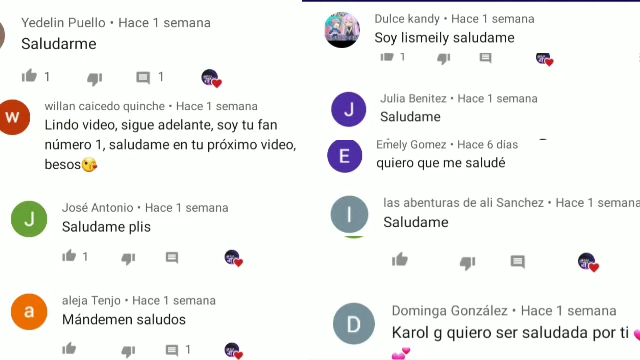 Yedelin Puello • Hace 1 semana
Saludarme
1 1
w
willan caicedo quinche • Hace 1 semana
Lindo video, sigue adelante, soy tu fan
número 1, saludame en tu próximo video,
besos😘
J
José Antonio • Hace 1 semana
Saludame plis
1
a
aleja Tenjo • Hace 1 semana
Mándemen saludos
1
Dulce kandy • Hace 1 semana
Soy lismeily saludame
1
J
Julia Benitez • Hace 1 semana
Saludame
E
Emely Gomez • Hace 6 días
quiero que me saludé
I
las abenturas de ali Sanchez • Hace 1 semana
Saludame
D
Dominga González • Hace 1 semana
Karol g quiero ser saludada por ti 💕
💕